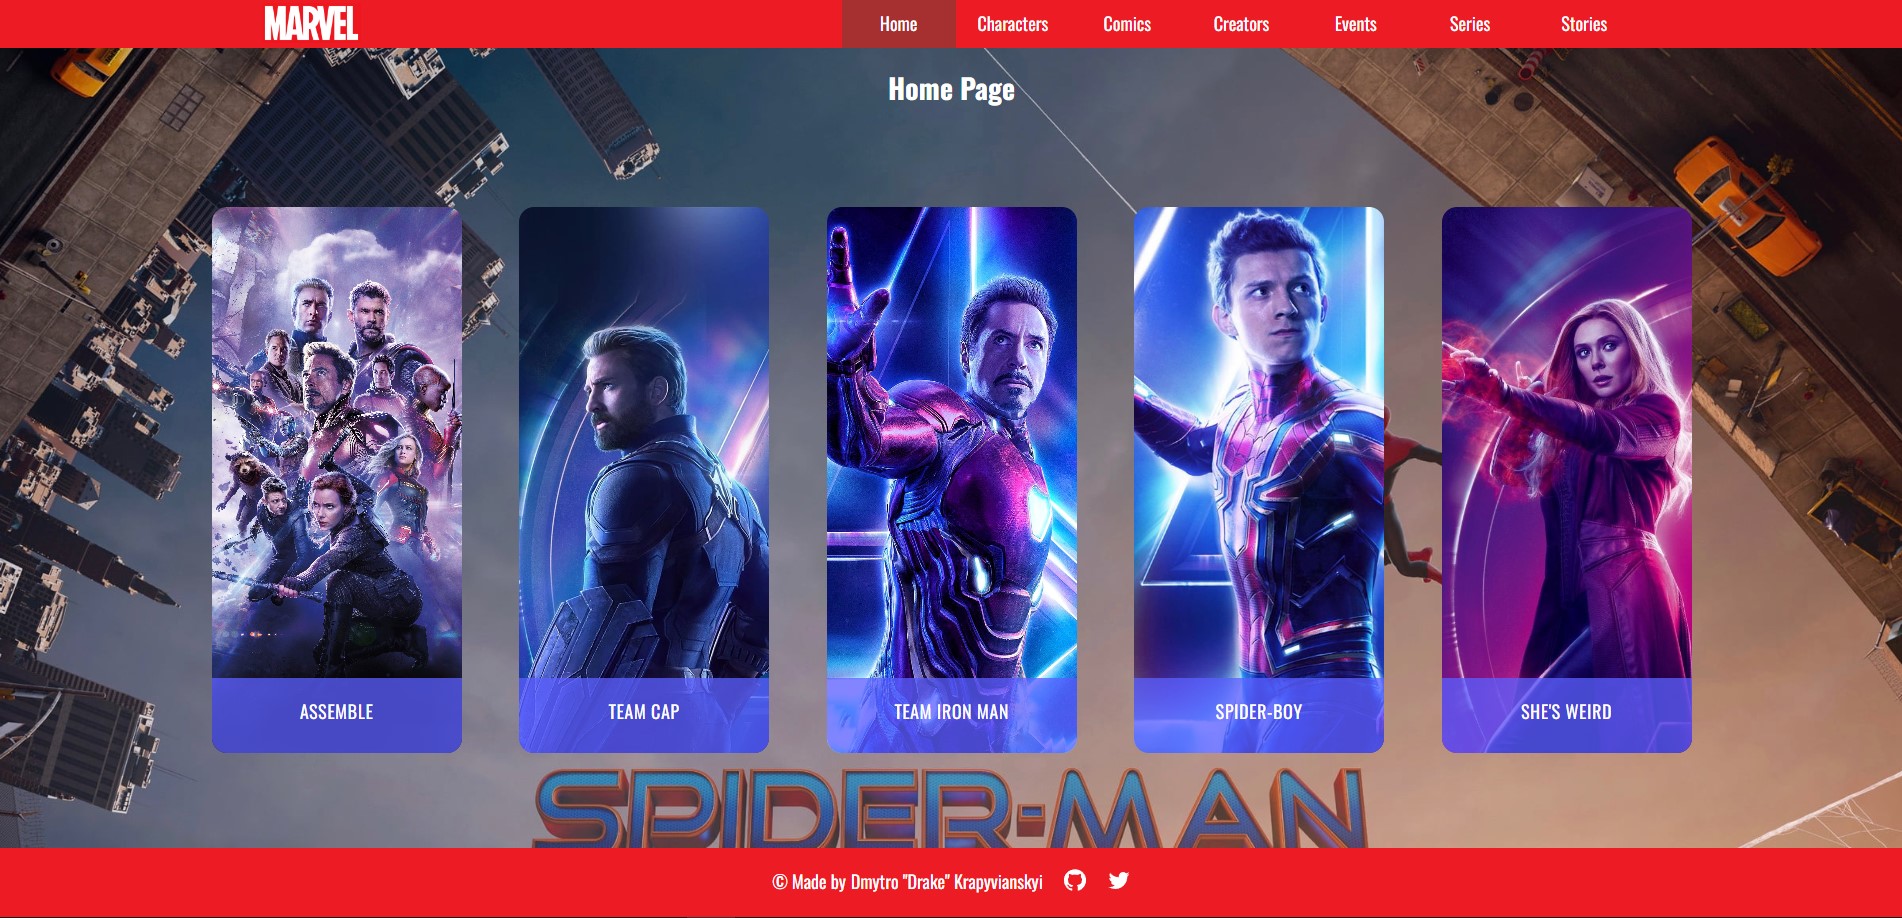 MARVEL
Home Characters Comics Creators Events Series Stories
Home Page
ASSEMBLE
TEAM CAP
TEAM IRON MAN
SPIDER-BOY
SHE'S WEIRD
SPIDER-MAN
© Made by Dmytro "Drake" Krapyvianskyi